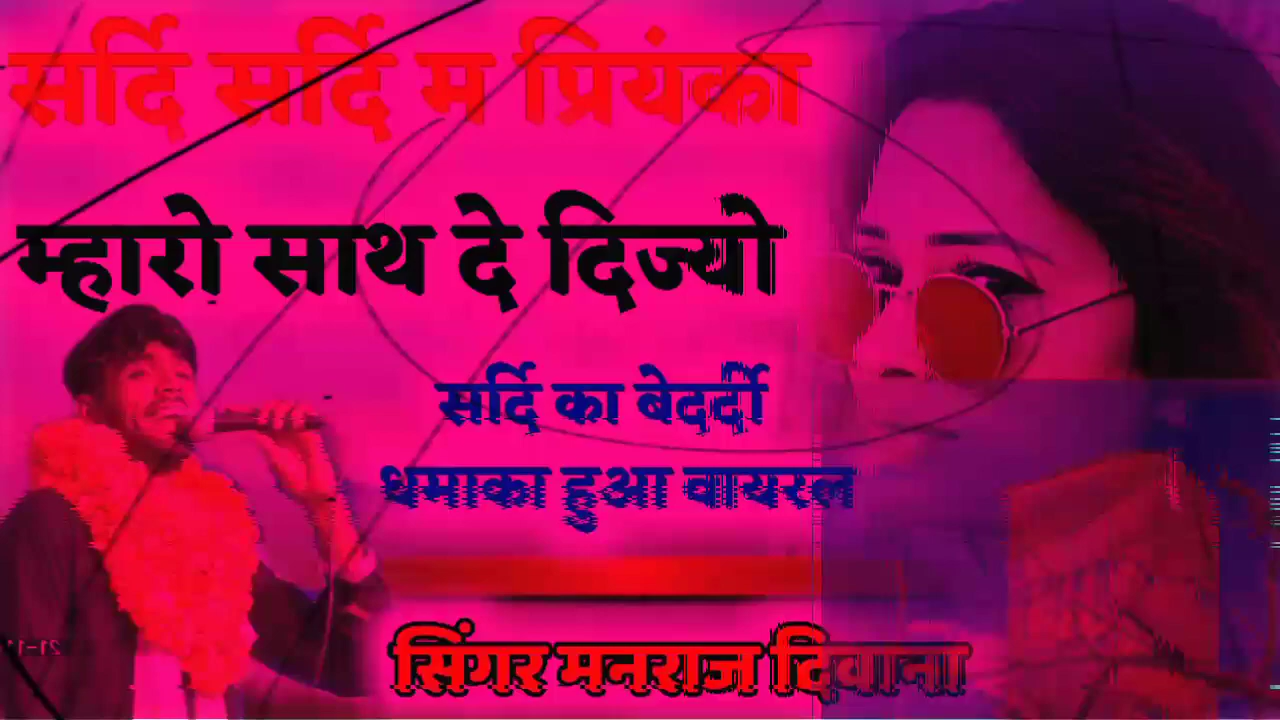 सर्दि सर्दि म प्रियंका
म्हारो साथ दे दिज्यो
सर्दि का बेदर्दी
धमाका हुआ वायरल
सिंगर मनराज दिवाना